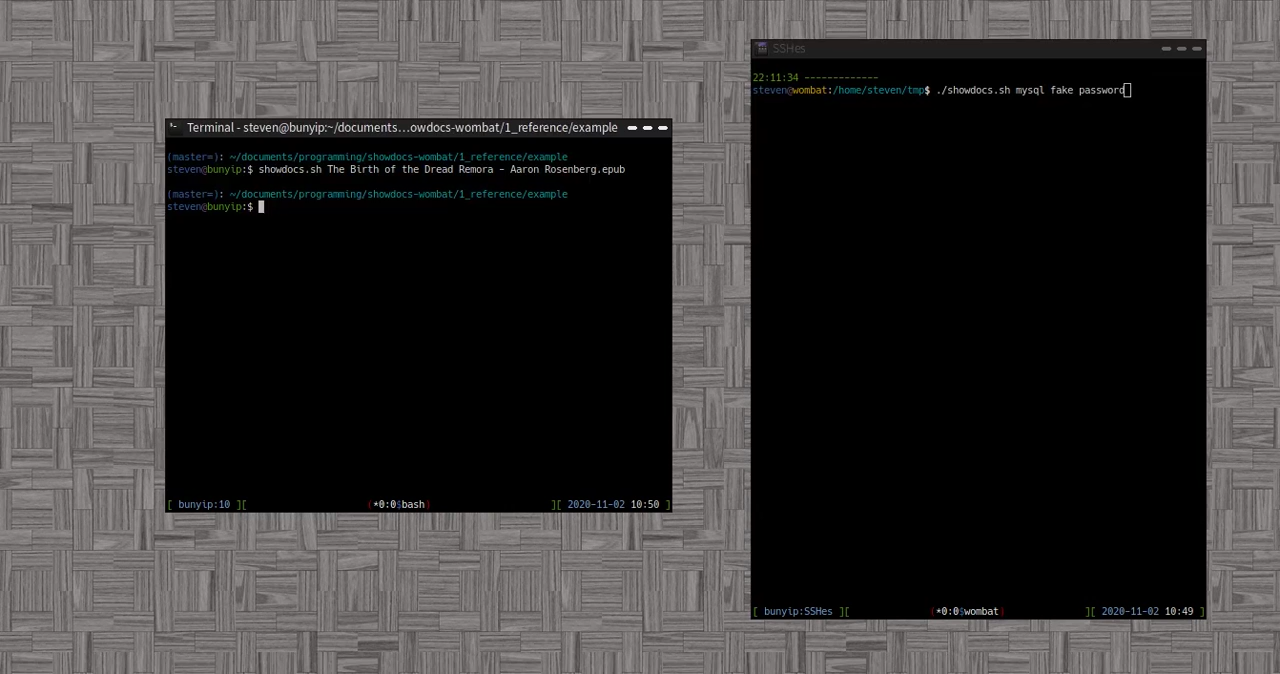 Terminal - steven@bunyip:~/documents...owdocs-wombat/1_reference/example
(master=): ~/documents/programming/showdocs-wombat/1_reference/example
steven@bunyip:$ showdocs.sh The Birth of the Dread Remora - Aaron Rosenberg.epub
(master=): ~/documents/programming/showdocs-wombat/1_reference/example
steven@bunyip:$
[ bunyip:10 ][ (*0:0$bash) ][ 2020-11-02 10:50 ]
SSHes
22:11:34 -------------
steven@wombat:/home/steven/tmp$ ./showdocs.sh mysql fake password
[ bunyip:SSHes ][ (*0:0$wombat) ][ 2020-11-02 10:49 ]